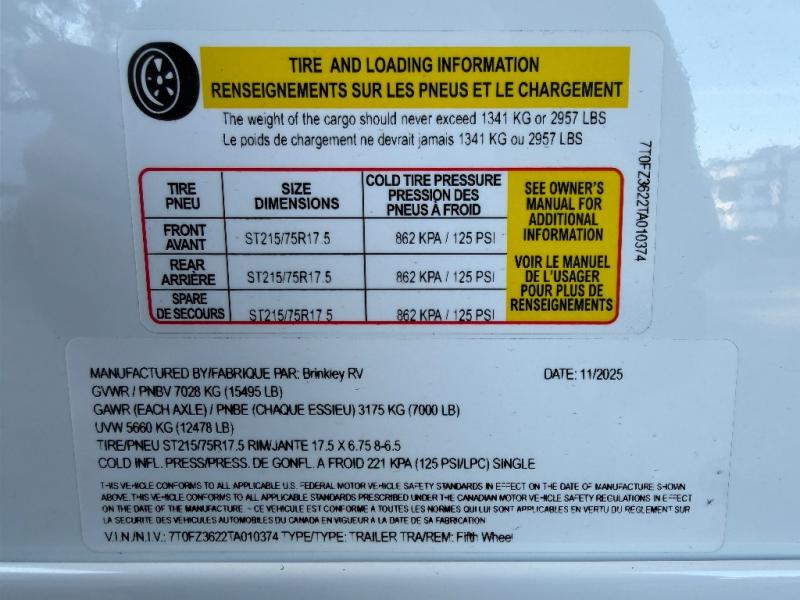 TIRE AND LOADING INFORMATION
RENSEIGNEMENTS SUR LES PNEUS ET LE CHARGEMENT
The weight of the cargo should never exceed 1341 KG or 2957 LBS
Le poids de chargement ne devrait jamais 1341 KG ou 2957 LBS
TIRE
PNEU
SIZE
DIMENSIONS
COLD TIRE PRESSURE
PRESSION DES
PNEUS À FROID
FRONT
AVANT
ST215/75R17.5
862 KPA / 125 PSI
REAR
ARRIÈRE
ST215/75R17.5
862 KPA / 125 PSI
SPARE
DE SECOURS
ST215/75R17.5
862 KPA / 125 PSI
SEE OWNER'S
MANUAL FOR
ADDITIONAL
INFORMATION
VOIR LE MANUEL
DE L'USAGER
POUR PLUS DE
RENSEIGNEMENTS
7T0FZ3622TA010374
MANUFACTURED BY/FABRIQUE PAR: Brinkley RV DATE: 11/2025
GVWR / PNBV 7028 KG (15495 LB)
GAWR (EACH AXLE) / PNBE (CHAQUE ESSIEU) 3175 KG (7000 LB)
UVW 5660 KG (12478 LB)
TIRE/PNEU ST215/75R17.5 RIM/JANTE 17.5 X 6.75 8-6.5
COLD INFL. PRESS/PRESS. DE GONFL. A FROID 221 KPA (125 PSI/LPC) SINGLE
THIS VEHICLE CONFORMS TO ALL APPLICABLE U.S. FEDERAL MOTOR VEHICLE SAFETY STANDARDS IN EFFECT ON THE DATE OF MANUFACTURE SHOWN
ABOVE. THIS VEHICLE CONFORMS TO ALL APPLICABLE STANDARDS PRESCRIBED UNDER THE CANADIAN MOTOR VEHICLE SAFETY REGULATIONS IN EFFECT
ON THE DATE OF THE MANUFACTURE ~ CE VEHICULE EST CONFORME A TOUTES LES NORMES QUI LUI SONT APPLICABLES EN VERTU DU REGLEMENT SUR
LA SECURITE DES VEHICULES AUTOMOBILES DU CANADA EN VIGUEUR A LA DATE DE SA FABRICATION
V.I.N./N.I.V.: 7T0FZ3622TA010374 TYPE/TYPE: TRAILER TRA/REM: Fifth Wheel